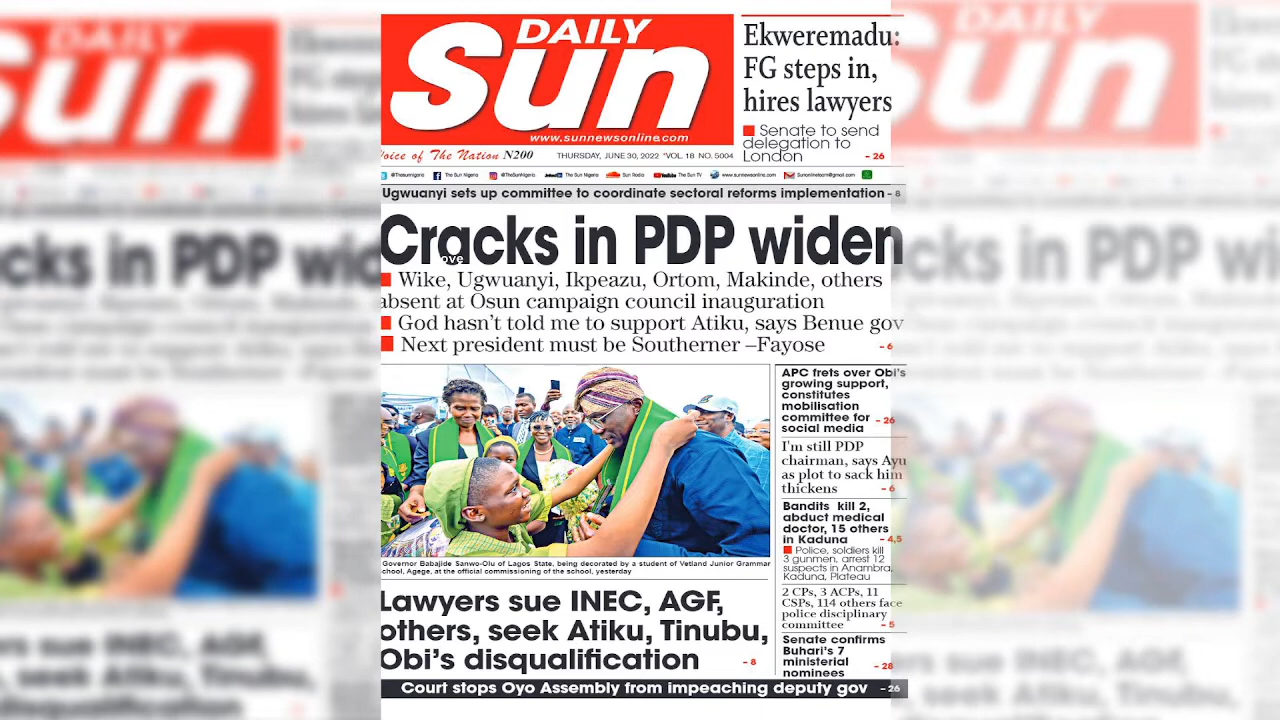 DAILY
Sun
www.sunnewsonline.com
Voice of The Nation N200
THURSDAY, JUNE 30, 2022 *VOL. 18 NO. 5004
Ekweremadu:
FG steps in,
hires lawyers
Senate to send
delegation to
London - 26
@Thesunnigeria The Sun Nigeria @TheSunNigeria The Sun Nigeria Sun Radio The Sun TV www.sunnewsonline.com Sunonlineteam@gmail.com
Ugwuanyi sets up committee to coordinate sectoral reforms implementation - 8
Cracks in PDP widen
ove
Wike, Ugwuanyi, Ikpeazu, Ortom, Makinde, others
absent at Osun campaign council inauguration
God hasn't told me to support Atiku, says Benue gov
Next president must be Southerner –Fayose - 6
Governor Babajide Sanwo-Olu of Lagos State, being decorated by a student of Vetland Junior Grammar
chool, Agege, at the official commissioning of the school, yesterday
Lawyers sue INEC, AGF,
others, seek Atiku, Tinubu,
Obi's disqualification - 8
APC frets over Obi's
growing support,
constitutes
mobilisation
committee for - 26
social media
I'm still PDP
chairman, says Ayu
as plot to sack him
thickens - 6
Bandits kill 2,
abduct medical
doctor, 15 others
in Kaduna - 4,5
Police, soldiers kill
3 gunmen, arrest 12
suspects in Anambra,
Kaduna, Plateau
2 CPs, 3 ACPs, 11
CSPs, 114 others face
police disciplinary
committee - 5
Senate confirms
Buhari's 7
ministerial - 28
nominees
Court stops Oyo Assembly from impeaching deputy gov - 26